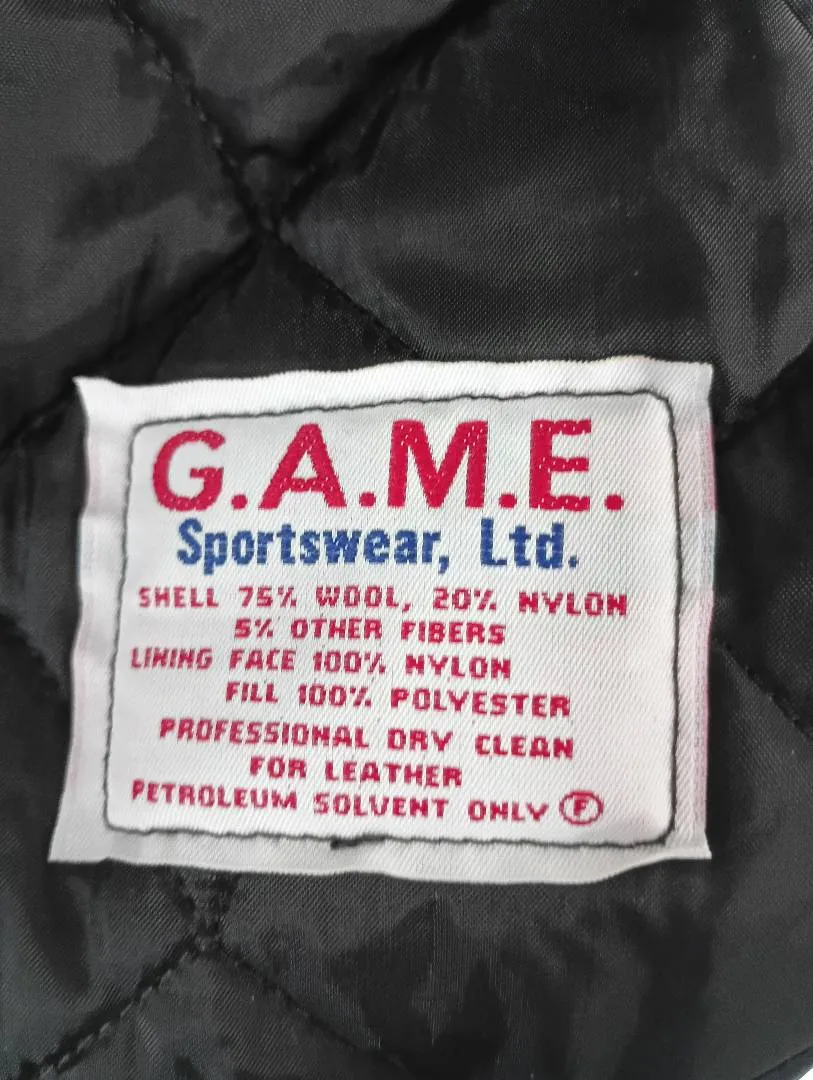 G.A.M.E.
Sportswear, Ltd.
SHELL 75% WOOL, 20% NYLON
5% OTHER FIBERS
LINING FACE 100% NYLON
FILL 100% POLYESTER
PROFESSIONAL DRY CLEAN
FOR LEATHER
PETROLEUM SOLVENT ONLY Ⓕ